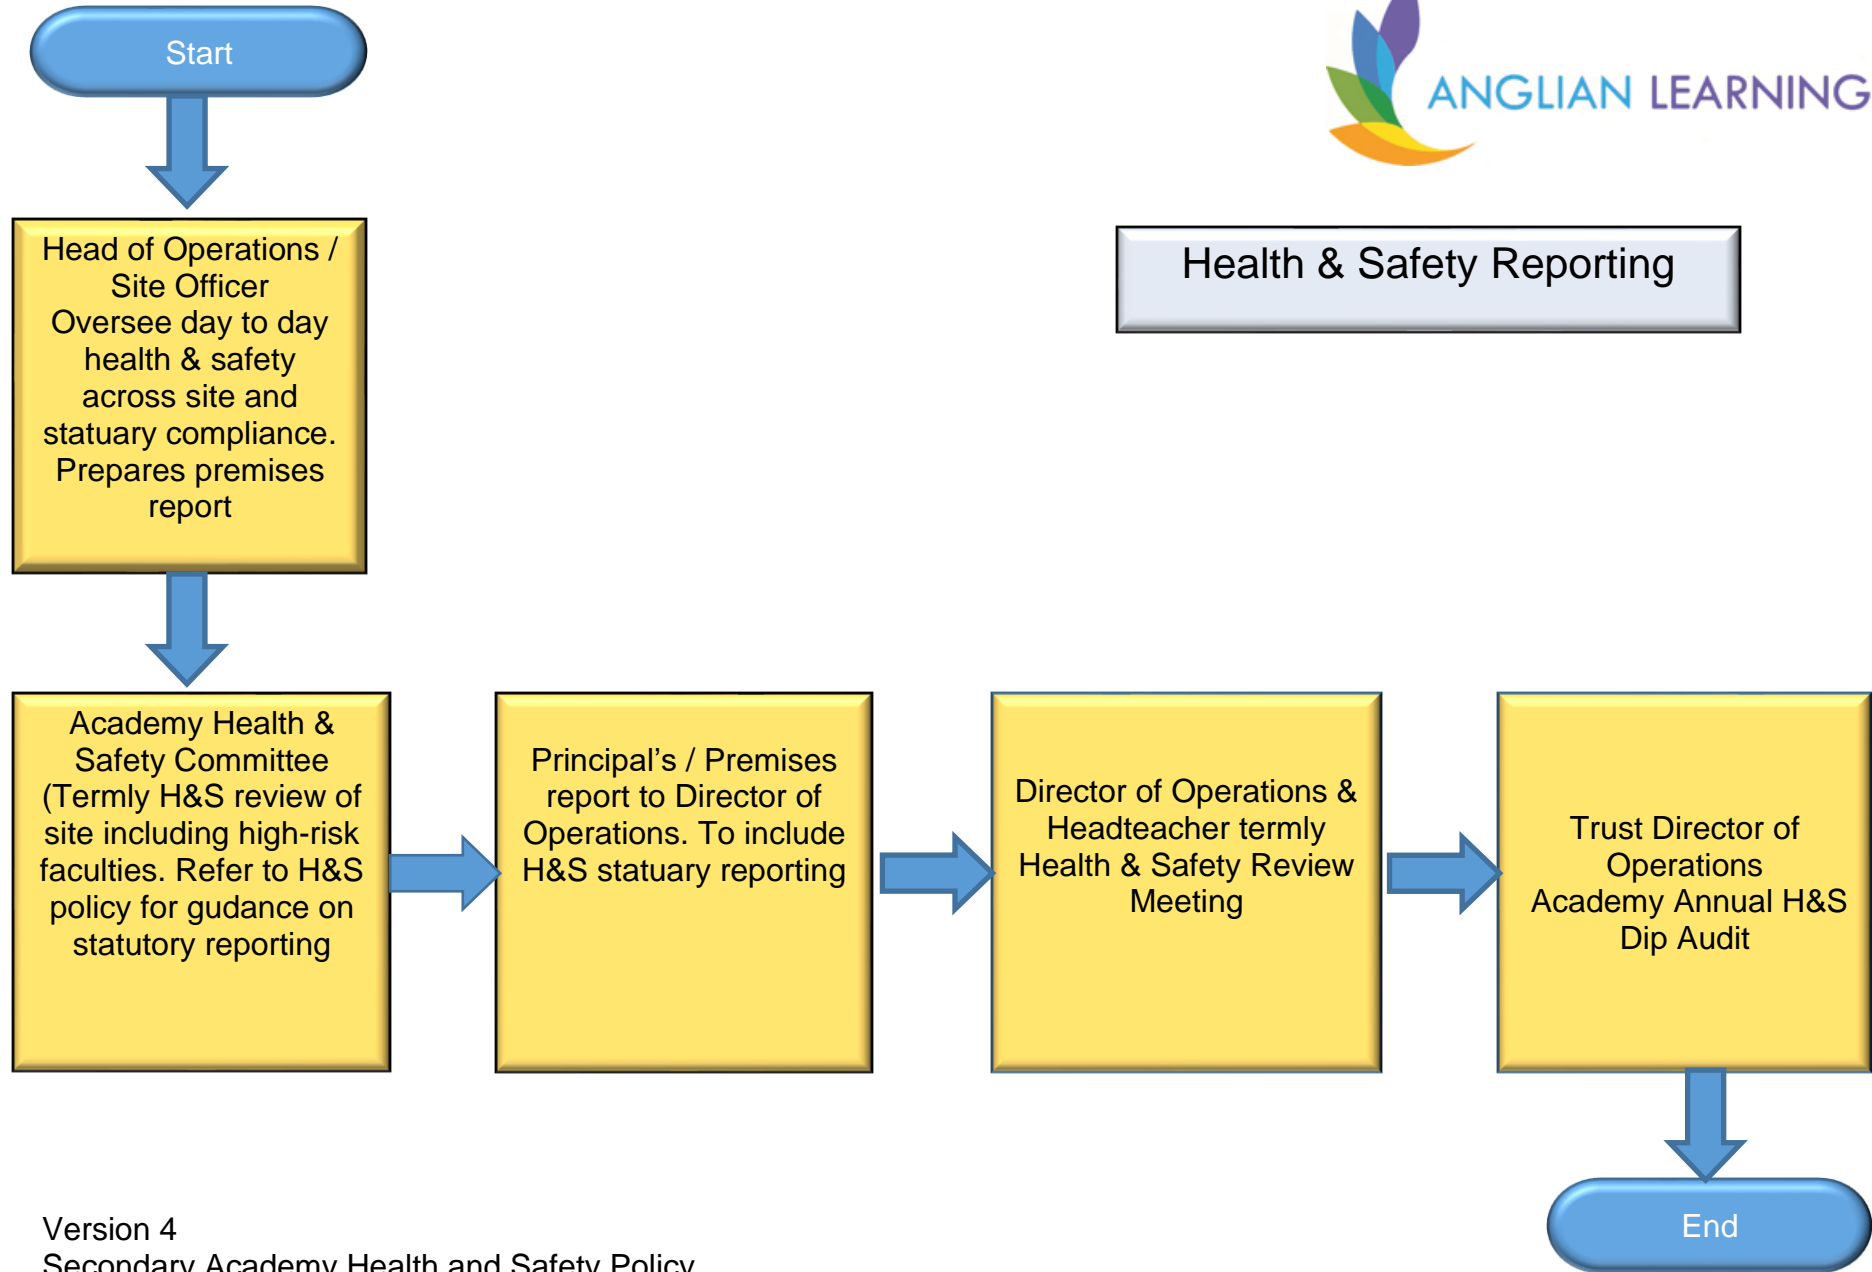 Start
ANGLIAN LEARNING
Health & Safety Reporting
Head of Operations /
Site Officer
Oversee day to day
health & safety
across site and
statuary compliance.
Prepares premises
report
Academy Health &
Safety Committee
(Termly H&S review of
site including high-risk
faculties. Refer to H&S
policy for gudance on
statutory reporting
Principal’s / Premises
report to Director of
Operations. To include
H&S statuary reporting
Director of Operations &
Headteacher termly
Health & Safety Review
Meeting
Trust Director of
Operations
Academy Annual H&S
Dip Audit
End
Version 4
Secondary Academy Health and Safety Policy